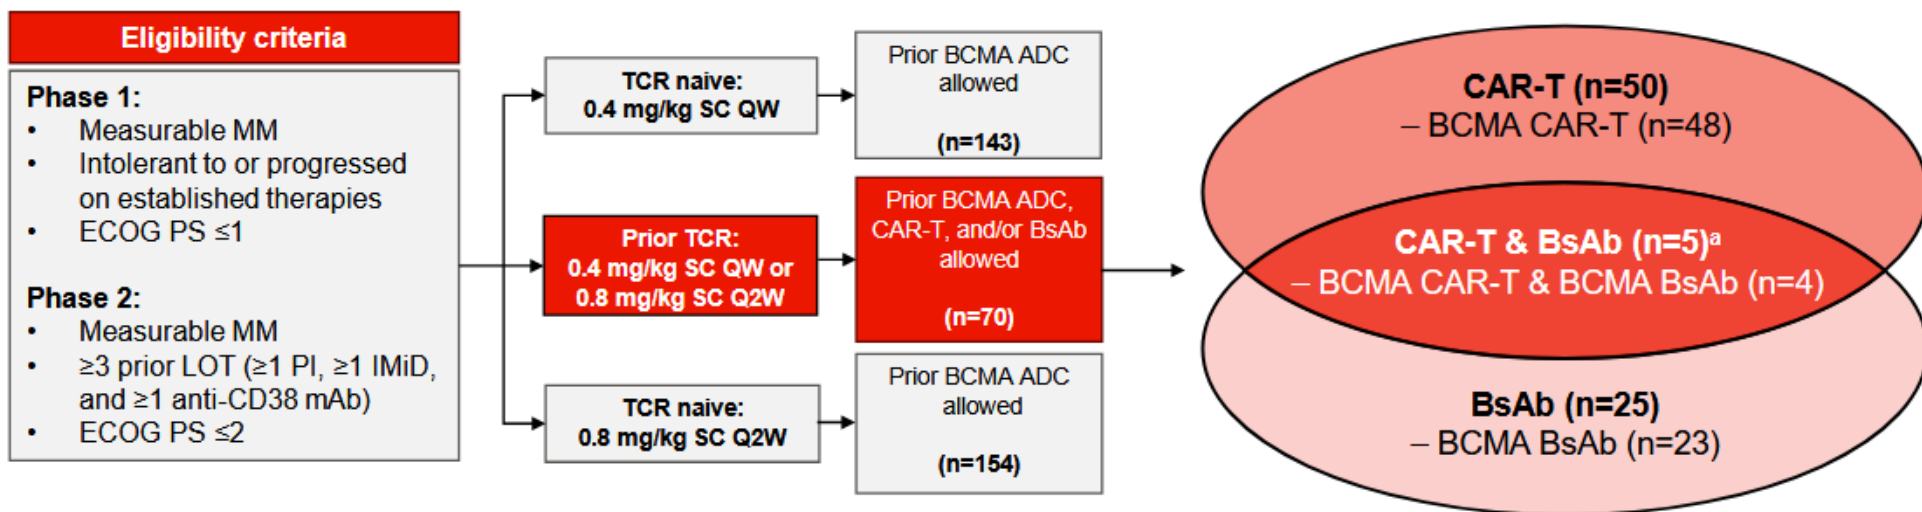 Eligibility criteria
Phase 1:
• Measurable MM
• Intolerant to or progressed
on established therapies
• ECOG PS ≤1
Phase 2:
• Measurable MM
• ≥3 prior LOT (≥1 PI, ≥1 IMiD,
and ≥1 anti-CD38 mAb)
• ECOG PS ≤2
TCR naive:
0.4 mg/kg SC QW
Prior BCMA ADC
allowed
(n=143)
Prior TCR:
0.4 mg/kg SC QW or
0.8 mg/kg SC Q2W
Prior BCMA ADC,
CAR-T, and/or BsAb
allowed
(n=70)
TCR naive:
0.8 mg/kg SC Q2W
Prior BCMA ADC
allowed
(n=154)
CAR-T (n=50)
– BCMA CAR-T (n=48)
CAR-T & BsAb (n=5)ᵃ
– BCMA CAR-T & BCMA BsAb (n=4)
BsAb (n=25)
– BCMA BsAb (n=23)